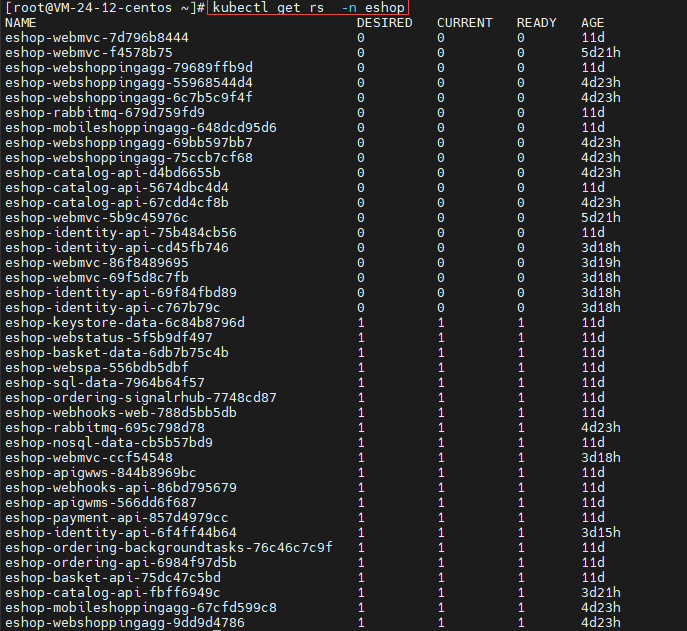 [root@VM-24-12-centos ~]# kubectl get rs -n eshop
NAME DESIRED CURRENT READY AGE
eshop-webmvc-7d796b8444 0 0 0 11d
eshop-webmvc-f4578b75 0 0 0 5d21h
eshop-webshoppingagg-79689ffb9d 0 0 0 11d
eshop-webshoppingagg-55968544d4 0 0 0 4d23h
eshop-webshoppingagg-6c7b5c9f4f 0 0 0 4d23h
eshop-rabbitmq-679d759fd9 0 0 0 11d
eshop-mobileshoppingagg-648dcd95d6 0 0 0 11d
eshop-webshoppingagg-69bb597bb7 0 0 0 4d23h
eshop-webshoppingagg-75ccb7cf68 0 0 0 4d23h
eshop-catalog-api-d4bd6655b 0 0 0 4d23h
eshop-catalog-api-5674dbc4d4 0 0 0 11d
eshop-catalog-api-67cdd4cf8b 0 0 0 4d23h
eshop-webmvc-5b9c45976c 0 0 0 5d21h
eshop-identity-api-75b484cb56 0 0 0 11d
eshop-identity-api-cd45fb746 0 0 0 3d18h
eshop-webmvc-86f8489695 0 0 0 3d19h
eshop-webmvc-69f5d8c7fb 0 0 0 3d18h
eshop-identity-api-69f84fbd89 0 0 0 3d18h
eshop-identity-api-c767b79c 0 0 0 3d18h
eshop-keystore-data-6c84b8796d 1 1 1 11d
eshop-webstatus-5f5b9df497 1 1 1 11d
eshop-basket-data-6db7b75c4b 1 1 1 11d
eshop-webspa-556bdb5dbf 1 1 1 11d
eshop-sql-data-7964b64f57 1 1 1 11d
eshop-ordering-signalrhub-7748cd87 1 1 1 11d
eshop-webhooks-web-788d5bb5db 1 1 1 11d
eshop-rabbitmq-695c798d78 1 1 1 4d23h
eshop-nosql-data-cb5b57bd9 1 1 1 11d
eshop-webmvc-ccf54548 1 1 1 3d18h
eshop-apigwws-844b8969bc 1 1 1 11d
eshop-webhooks-api-86bd795679 1 1 1 11d
eshop-apigwms-566dd6f687 1 1 1 11d
eshop-payment-api-857d4979cc 1 1 1 11d
eshop-identity-api-6f4ff44b64 1 1 1 3d15h
eshop-ordering-backgroundtasks-76c46c7c9f 1 1 1 11d
eshop-ordering-api-6984f97d5b 1 1 1 11d
eshop-basket-api-75dc47c5bd 1 1 1 11d
eshop-catalog-api-fbff6949c 1 1 1 3d21h
eshop-mobileshoppingagg-67cfd599c8 1 1 1 4d23h
eshop-webshoppingagg-9dd9d4786 1 1 1 4d23h